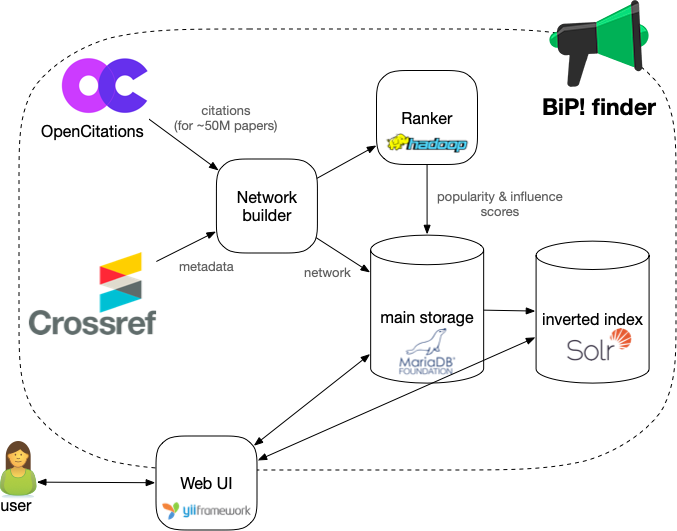 BiP! finder
OC
OpenCitations
citations
(for ~50M papers)
Ranker
hadoop
Network
builder
popularity & influence
scores
metadata
network
Crossref
main storage
MariaDB
FOUNDATION
inverted index
Solr
Web UI
yiiframework
user